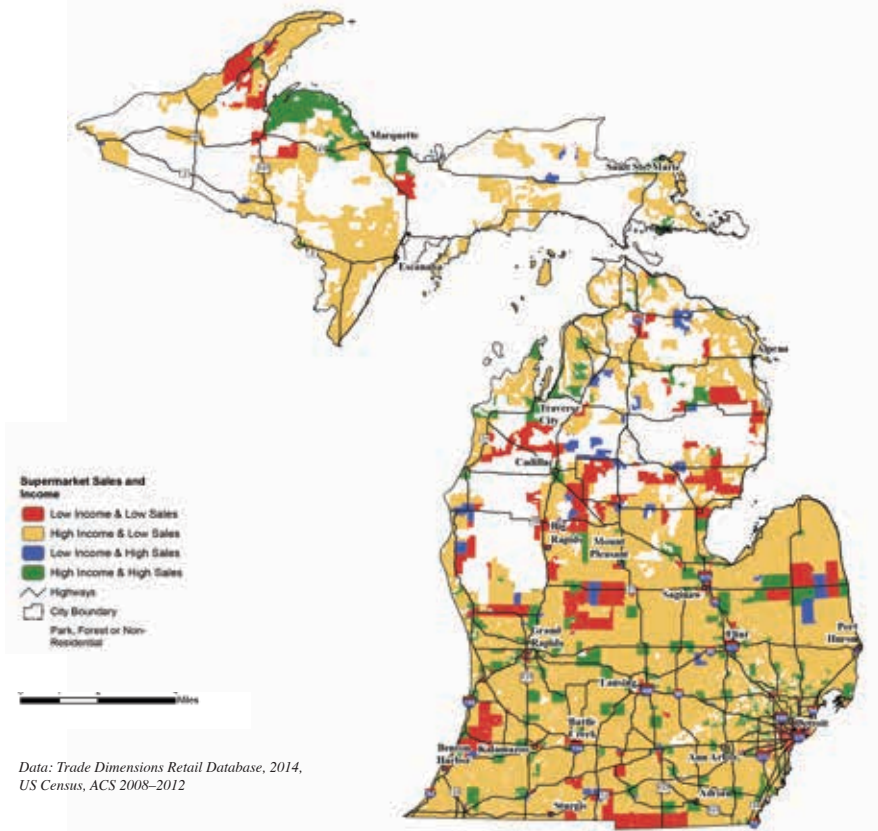 Marquette
Sault Ste. Marie
Escanaba
Alpena
Traverse
City
Cadillac
Big
Rapids
Mount
Pleasant
Saginaw
Grand
Rapids
Flint
Port
Huron
Lansing
Detroit
Battle
Creek
Benton
Harbor
Kalamazoo
Ann Arbor
Adrian
Sturgis
Supermarket Sales and
Income
Low Income & Low Sales
High Income & Low Sales
Low Income & High Sales
High Income & High Sales
Highways
City Boundary
Park, Forest or Non-
Residential
Miles
Data: Trade Dimensions Retail Database, 2014,
US Census, ACS 2008–2012